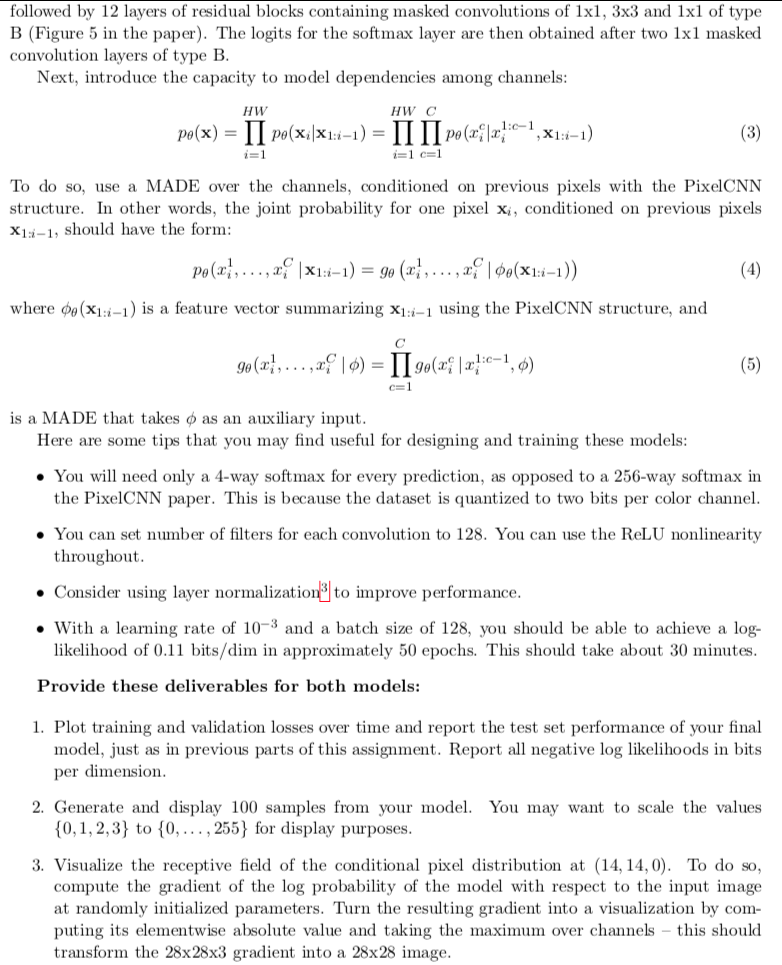 followed by 12 layers of residual blocks containing masked convolutions of 1x1, 3x3 and 1x1 of type
B (Figure 5 in the paper). The logits for the softmax layer are then obtained after two 1x1 masked
convolution layers of type B.
Next, introduce the capacity to model dependencies among channels:
$p_\theta(\mathbf{x}) = \prod_{i=1}^{HW} p_\theta(\mathbf{x}_i|\mathbf{x}_{1:i-1}) = \prod_{i=1}^{HW} \prod_{c=1}^{C} p_\theta(x_i^c|x_i^{1:c-1}, \mathbf{x}_{1:i-1})$ (3)
To do so, use a MADE over the channels, conditioned on previous pixels with the PixelCNN
structure. In other words, the joint probability for one pixel $\mathbf{x}_i$, conditioned on previous pixels
$\mathbf{x}_{1:i-1}$, should have the form:
$p_\theta(x_i^1, \ldots, x_i^C \,|\, \mathbf{x}_{1:i-1}) = g_\theta\left(x_i^1, \ldots, x_i^C \,|\, \phi_\theta(\mathbf{x}_{1:i-1})\right)$ (4)
where $\phi_\theta(\mathbf{x}_{1:i-1})$ is a feature vector summarizing $\mathbf{x}_{1:i-1}$ using the PixelCNN structure, and
$g_\theta(x_i^1, \ldots, x_i^C \,|\, \phi) = \prod_{c=1}^{C} g_\theta(x_i^c \,|\, x_i^{1:c-1}, \phi)$ (5)
is a MADE that takes $\phi$ as an auxiliary input.
Here are some tips that you may find useful for designing and training these models:
• You will need only a 4-way softmax for every prediction, as opposed to a 256-way softmax in
the PixelCNN paper. This is because the dataset is quantized to two bits per color channel.
• You can set number of filters for each convolution to 128. You can use the ReLU nonlinearity
throughout.
• Consider using layer normalization³ to improve performance.
• With a learning rate of $10^{-3}$ and a batch size of 128, you should be able to achieve a log-
likelihood of 0.11 bits/dim in approximately 50 epochs. This should take about 30 minutes.
Provide these deliverables for both models:
1. Plot training and validation losses over time and report the test set performance of your final
model, just as in previous parts of this assignment. Report all negative log likelihoods in bits
per dimension.
2. Generate and display 100 samples from your model. You may want to scale the values
{0, 1, 2, 3} to {0, . . . , 255} for display purposes.
3. Visualize the receptive field of the conditional pixel distribution at (14, 14, 0). To do so,
compute the gradient of the log probability of the model with respect to the input image
at randomly initialized parameters. Turn the resulting gradient into a visualization by com-
puting its elementwise absolute value and taking the maximum over channels – this should
transform the 28x28x3 gradient into a 28x28 image.